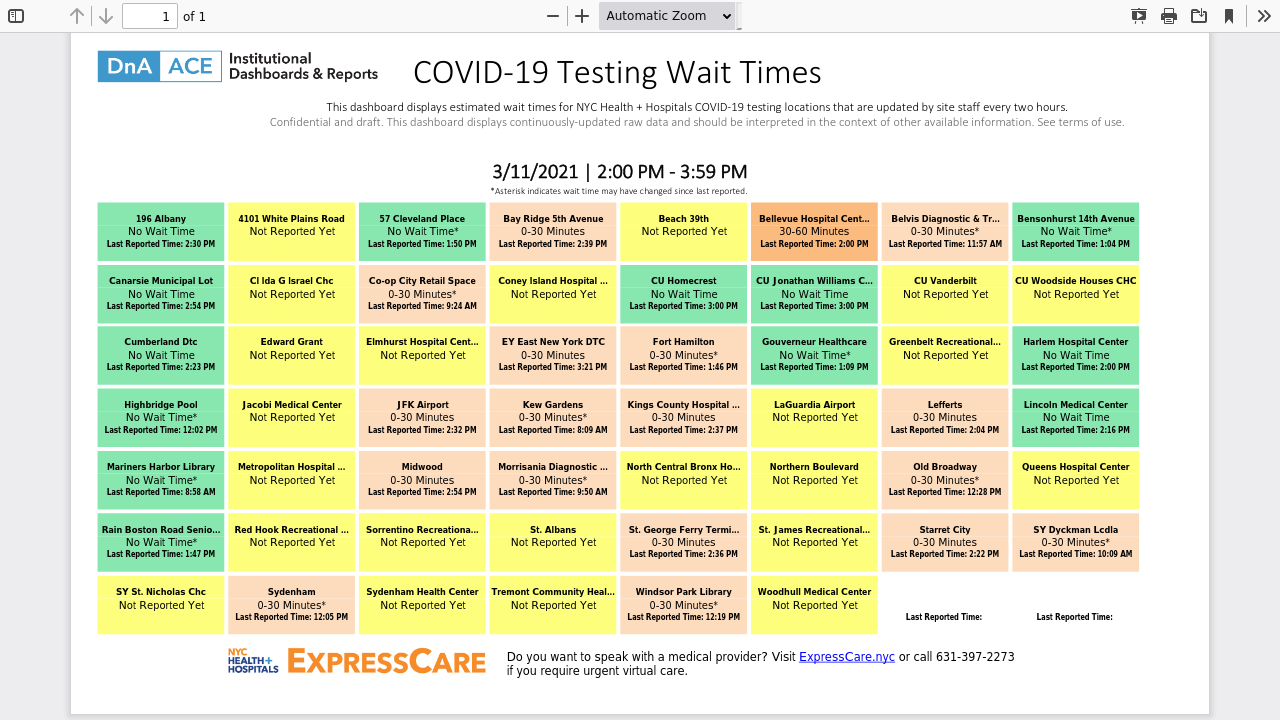 1 of 1 Automatic Zoom
DnA ACE Institutional
Dashboards & Reports
COVID-19 Testing Wait Times
This dashboard displays estimated wait times for NYC Health + Hospitals COVID-19 testing locations that are updated by site staff every two hours.
Confidential and draft. This dashboard displays continuously-updated raw data and should be interpreted in the context of other available information. See terms of use.
3/11/2021 | 2:00 PM - 3:59 PM
*Asterisk indicates wait time may have changed since last reported.
196 Albany
No Wait Time
Last Reported Time: 2:30 PM
4101 White Plains Road
Not Reported Yet
57 Cleveland Place
No Wait Time*
Last Reported Time: 1:50 PM
Bay Ridge 5th Avenue
0-30 Minutes
Last Reported Time: 2:39 PM
Beach 39th
Not Reported Yet
Bellevue Hospital Cent...
30-60 Minutes
Last Reported Time: 2:00 PM
Belvis Diagnostic & Tr...
0-30 Minutes*
Last Reported Time: 11:57 AM
Bensonhurst 14th Avenue
No Wait Time*
Last Reported Time: 1:04 PM
Canarsie Municipal Lot
No Wait Time
Last Reported Time: 2:54 PM
Cl Ida G Israel Chc
Not Reported Yet
Co-op City Retail Space
0-30 Minutes*
Last Reported Time: 9:24 AM
Coney Island Hospital ...
Not Reported Yet
CU Homecrest
No Wait Time
Last Reported Time: 3:00 PM
CU Jonathan Williams C...
No Wait Time
Last Reported Time: 3:00 PM
CU Vanderbilt
Not Reported Yet
CU Woodside Houses CHC
Not Reported Yet
Cumberland Dtc
No Wait Time
Last Reported Time: 2:23 PM
Edward Grant
Not Reported Yet
Elmhurst Hospital Cent...
Not Reported Yet
EY East New York DTC
0-30 Minutes
Last Reported Time: 3:21 PM
Fort Hamilton
0-30 Minutes*
Last Reported Time: 1:46 PM
Gouverneur Healthcare
No Wait Time*
Last Reported Time: 1:09 PM
Greenbelt Recreational...
Not Reported Yet
Harlem Hospital Center
No Wait Time
Last Reported Time: 2:00 PM
Highbridge Pool
No Wait Time*
Last Reported Time: 12:02 PM
Jacobi Medical Center
Not Reported Yet
JFK Airport
0-30 Minutes
Last Reported Time: 2:32 PM
Kew Gardens
0-30 Minutes*
Last Reported Time: 8:09 AM
Kings County Hospital ...
0-30 Minutes
Last Reported Time: 2:37 PM
LaGuardia Airport
Not Reported Yet
Lefferts
0-30 Minutes
Last Reported Time: 2:04 PM
Lincoln Medical Center
No Wait Time
Last Reported Time: 2:16 PM
Mariners Harbor Library
No Wait Time*
Last Reported Time: 8:58 AM
Metropolitan Hospital ...
Not Reported Yet
Midwood
0-30 Minutes
Last Reported Time: 2:54 PM
Morrisania Diagnostic ...
0-30 Minutes*
Last Reported Time: 9:50 AM
North Central Bronx Ho...
Not Reported Yet
Northern Boulevard
Not Reported Yet
Old Broadway
0-30 Minutes*
Last Reported Time: 12:28 PM
Queens Hospital Center
Not Reported Yet
Rain Boston Road Senio...
No Wait Time*
Last Reported Time: 1:47 PM
Red Hook Recreational ...
Not Reported Yet
Sorrentino Recreationa...
Not Reported Yet
St. Albans
Not Reported Yet
St. George Ferry Termi...
0-30 Minutes
Last Reported Time: 2:36 PM
St. James Recreational...
Not Reported Yet
Starret City
0-30 Minutes
Last Reported Time: 2:22 PM
SY Dyckman Lcdla
0-30 Minutes*
Last Reported Time: 10:09 AM
SY St. Nicholas Chc
Not Reported Yet
Sydenham
0-30 Minutes*
Last Reported Time: 12:05 PM
Sydenham Health Center
Not Reported Yet
Tremont Community Heal...
Not Reported Yet
Windsor Park Library
0-30 Minutes*
Last Reported Time: 12:19 PM
Woodhull Medical Center
Not Reported Yet
Last Reported Time:
Last Reported Time:
NYC
HEALTH+
HOSPITALS
EXPRESSCARE
Do you want to speak with a medical provider? Visit ExpressCare.nyc or call 631-397-2273
if you require urgent virtual care.